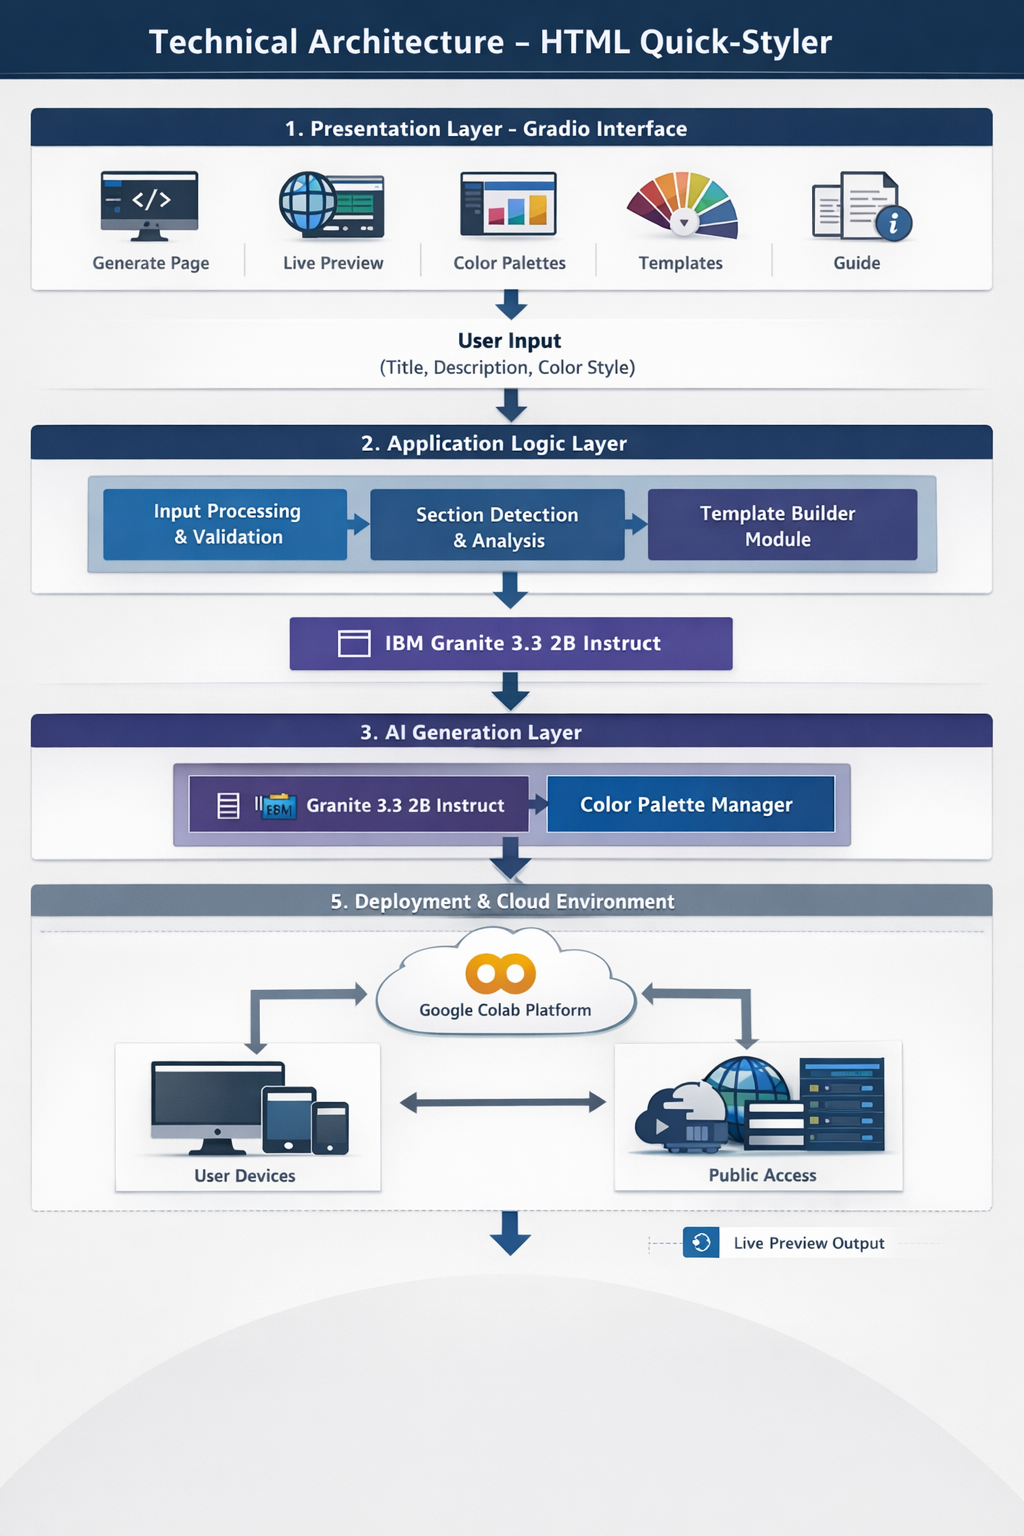 Technical Architecture – HTML Quick-Styler
1. Presentation Layer – Gradio Interface
</>
i
Generate Page
Live Preview
Color Palettes
Templates
Guide
User Input
(Title, Description, Color Style)
2. Application Logic Layer
Input Processing
& Validation
Section Detection
& Analysis
Template Builder
Module
IBM Granite 3.3 2B Instruct
3. AI Generation Layer
EBM
Granite 3.3 2B Instruct
Color Palette Manager
5. Deployment & Cloud Environment
Google Colab Platform
User Devices
Public Access
Live Preview Output